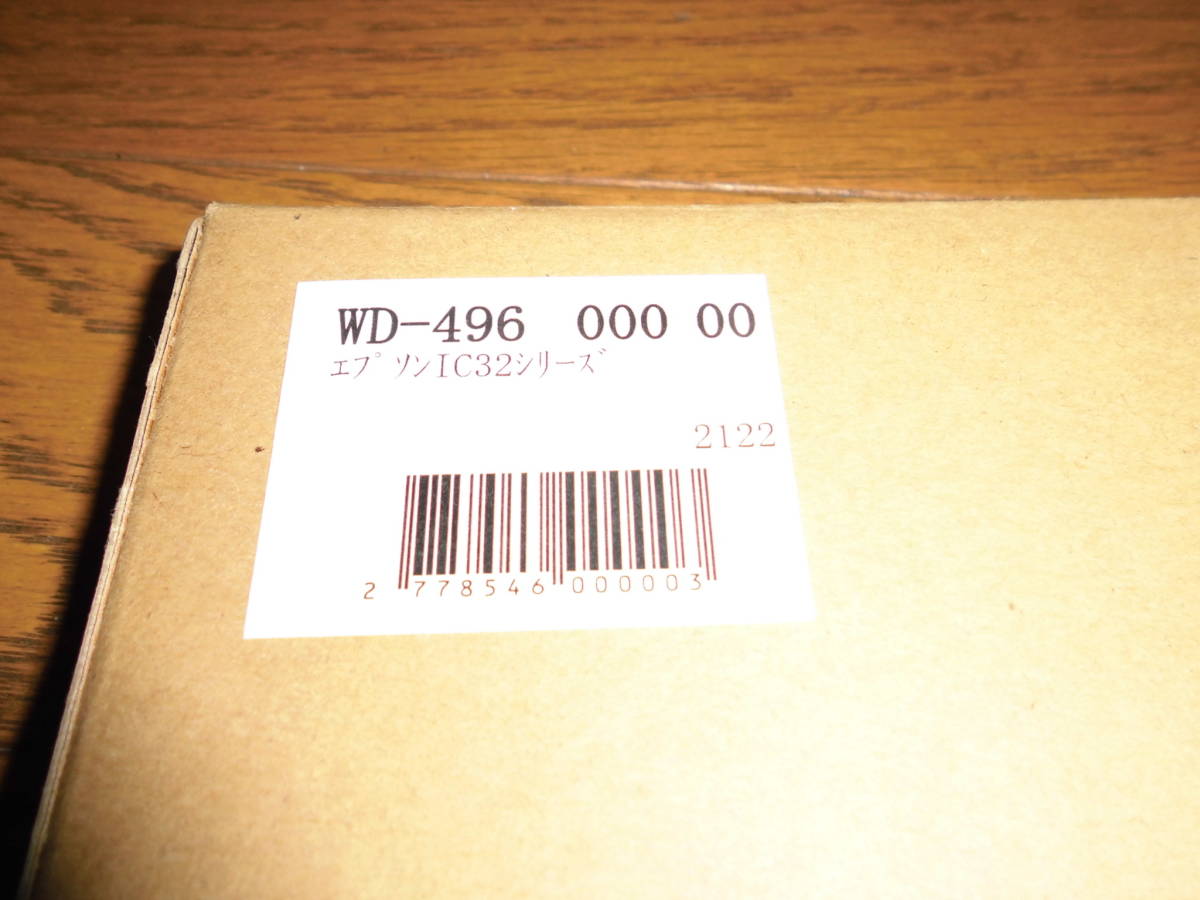 WD-496 000 00
ｴﾌﾟｿﾝIC32ｼﾘｰｽﾞ
2122
2 778546 000003